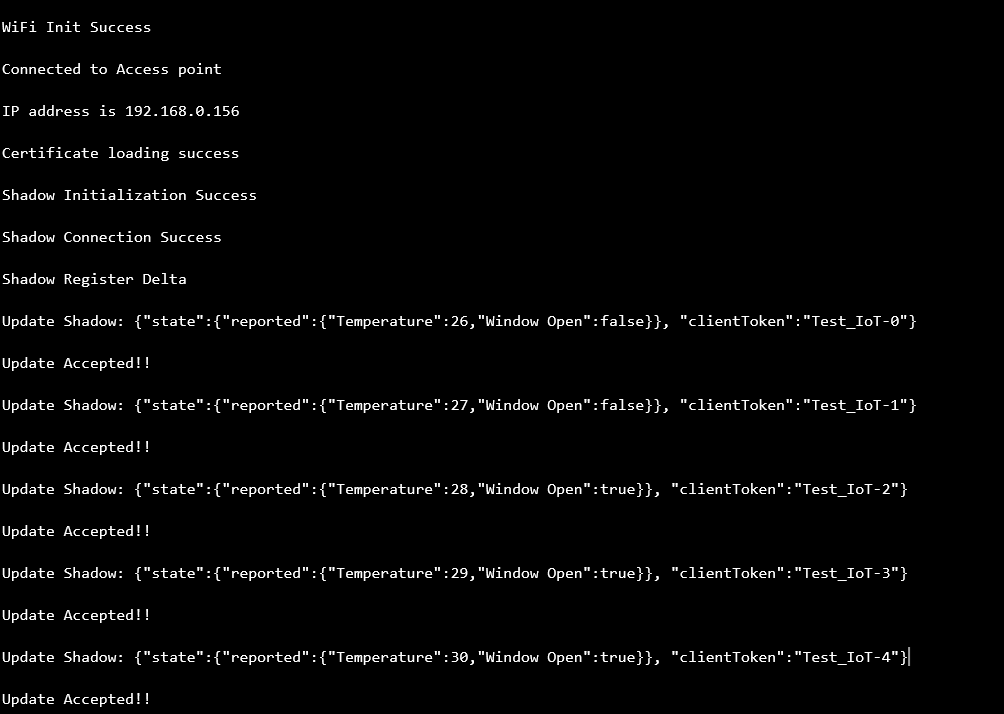 WiFi Init Success
Connected to Access point
IP address is 192.168.0.156
Certificate loading success
Shadow Initialization Success
Shadow Connection Success
Shadow Register Delta
Update Shadow: {"state":{"reported":{"Temperature":26,"Window Open":false}}, "clientToken":"Test_IoT-0"}
Update Accepted!!
Update Shadow: {"state":{"reported":{"Temperature":27,"Window Open":false}}, "clientToken":"Test_IoT-1"}
Update Accepted!!
Update Shadow: {"state":{"reported":{"Temperature":28,"Window Open":true}}, "clientToken":"Test_IoT-2"}
Update Accepted!!
Update Shadow: {"state":{"reported":{"Temperature":29,"Window Open":true}}, "clientToken":"Test_IoT-3"}
Update Accepted!!
Update Shadow: {"state":{"reported":{"Temperature":30,"Window Open":true}}, "clientToken":"Test_IoT-4"}
Update Accepted!!